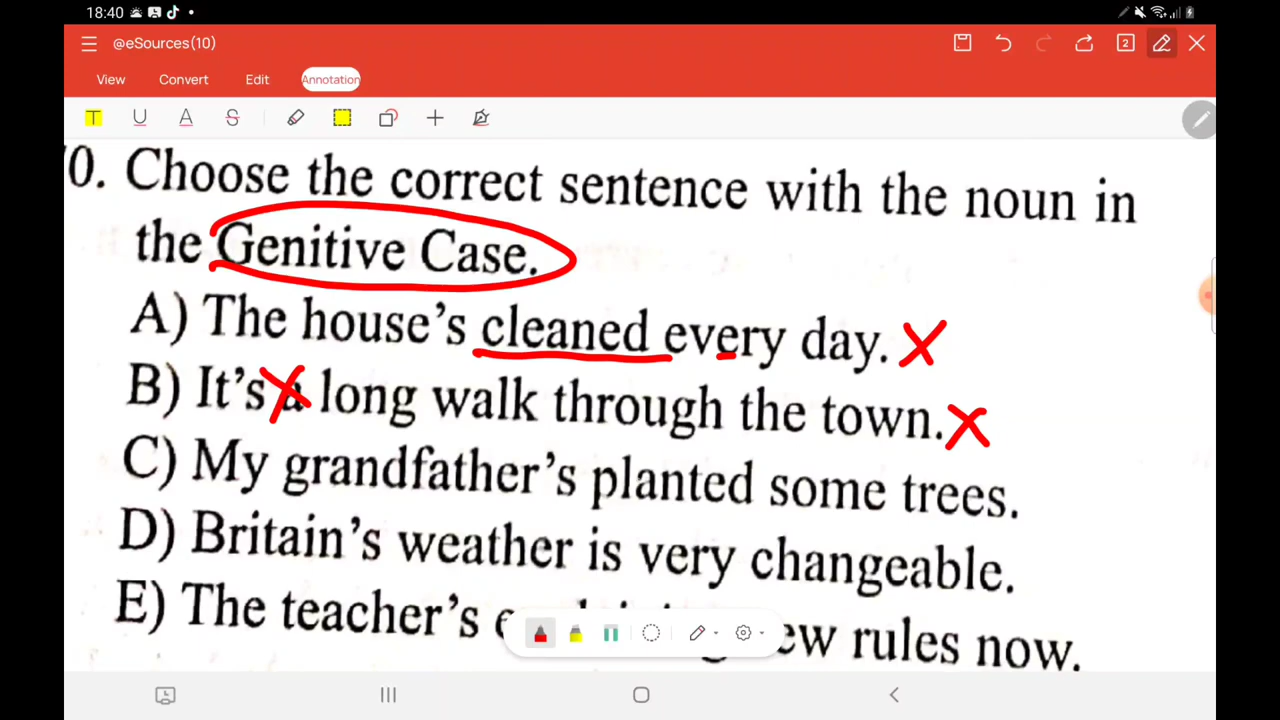 18:40
@eSources(10)
2
View Convert Edit Annotation
T U A S
0. Choose the correct sentence with the noun in
the Genitive Case.
A) The house's cleaned every day.
B) It's a long walk through the town.
C) My grandfather's planted some trees.
D) Britain's weather is very changeable.
E) The teacher's rules now.